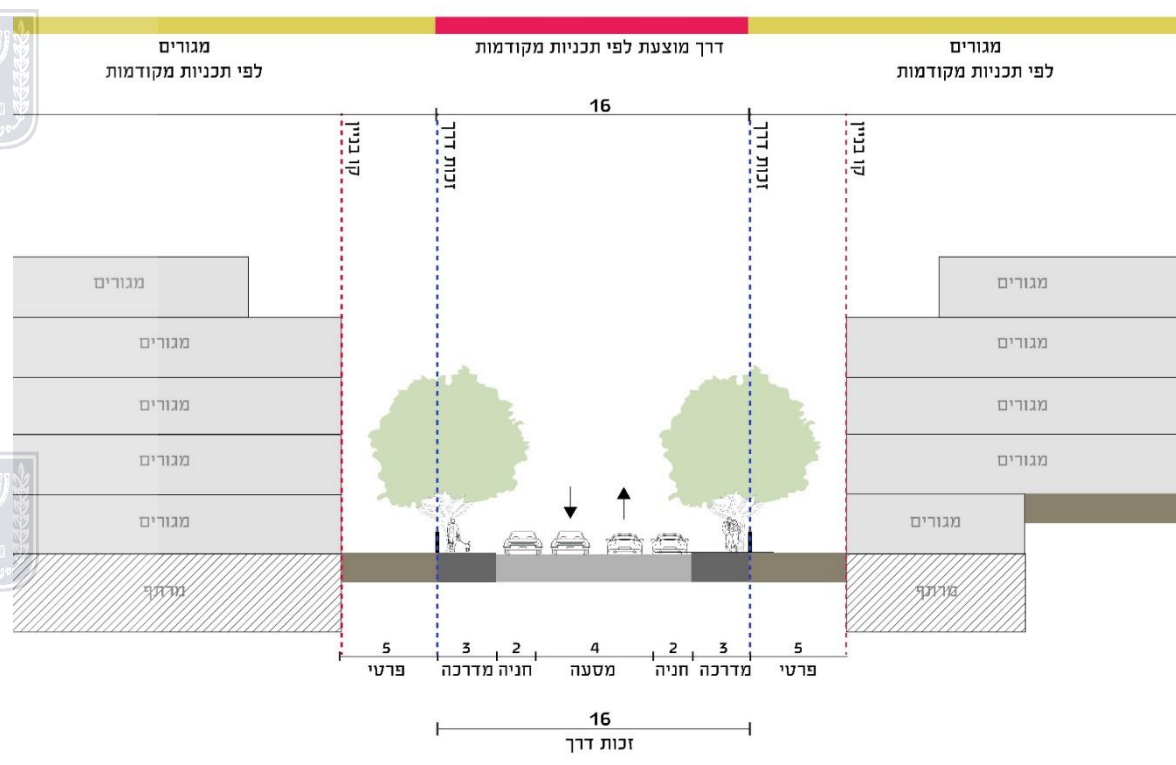 מגורים
לפי תכניות מקודמות
דרך מוצעת לפי תכניות מקודמות
מגורים
לפי תכניות מקודמות
16
קו בניין
זכות דרך
זכות דרך
קו בניין
מגורים
מגורים
מגורים
מגורים
מגורים
מגורים
מגורים
מגורים
מגורים
מגורים
מרתף
מרתף
5 3 2 4 2 3 5
פרטי מדרכה חניה מסעה חניה מדרכה פרטי
16
זכות דרך